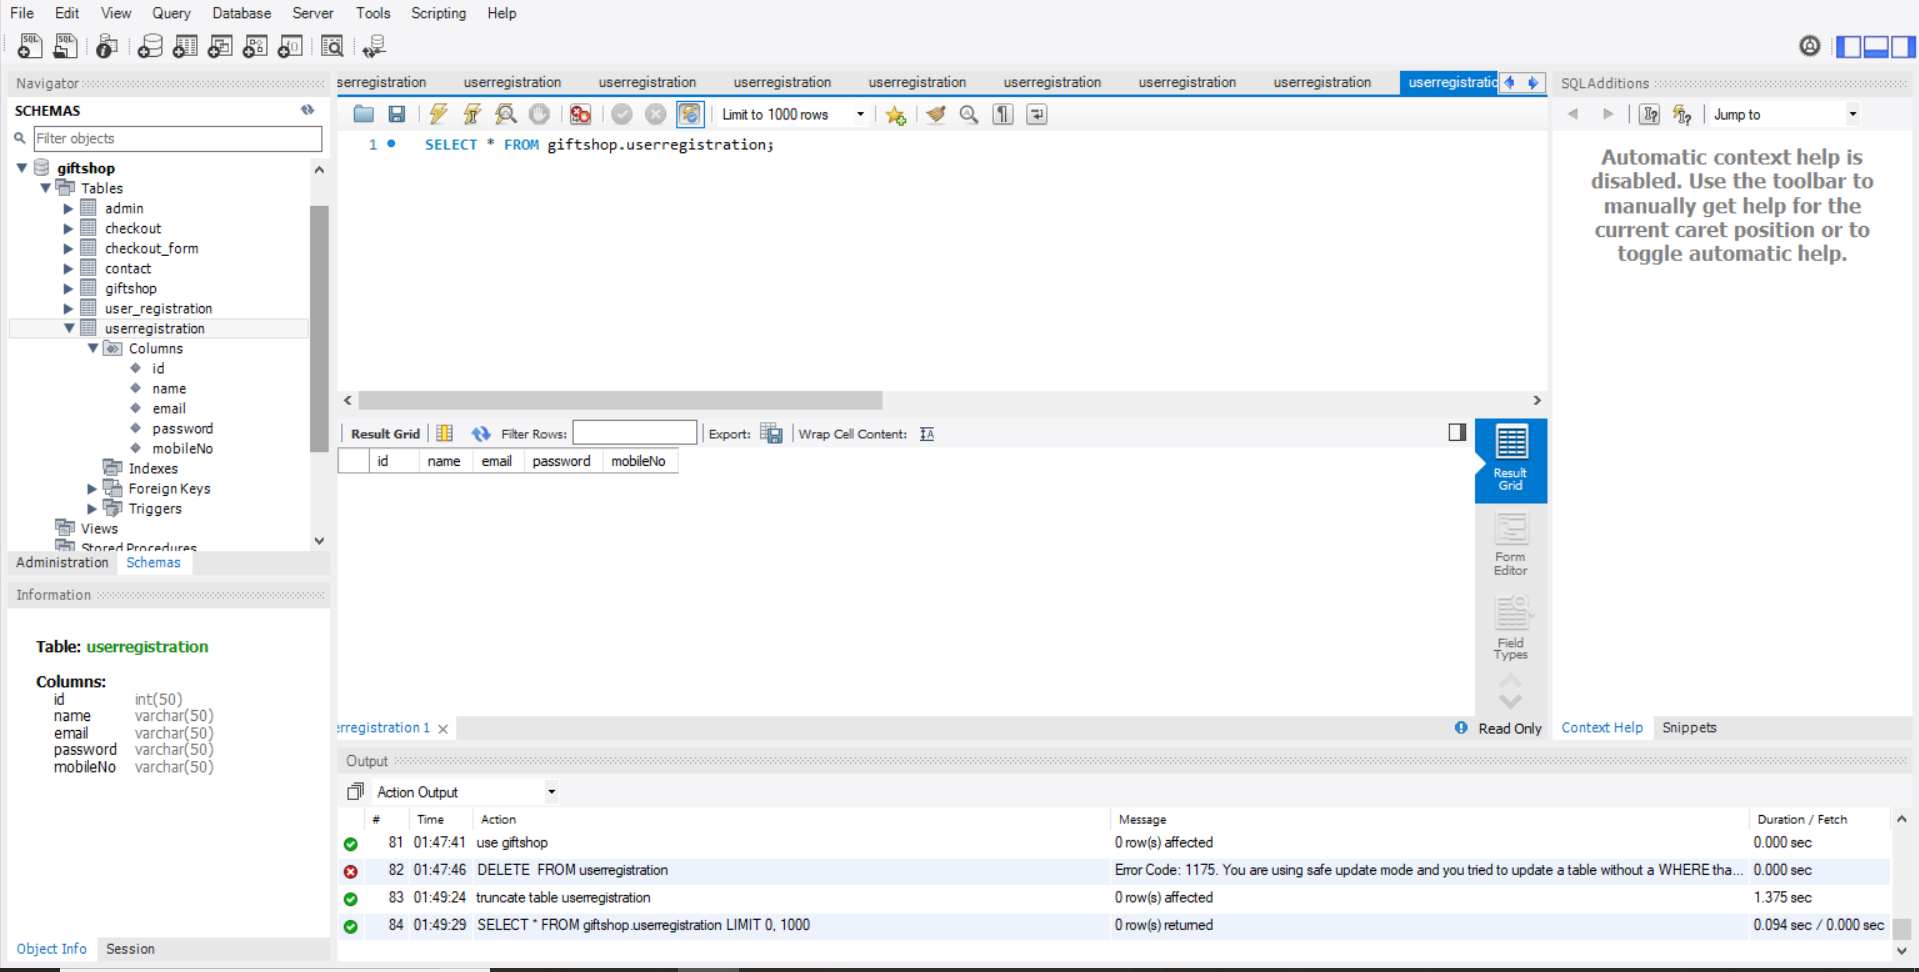 File Edit View Query Database Server Tools Scripting Help
Navigator
SCHEMAS
Filter objects
giftshop
Tables
admin
checkout
checkout_form
contact
giftshop
user_registration
userregistration
Columns
id
name
email
password
mobileNo
Indexes
Foreign Keys
Triggers
Views
Stored Procedures
Administration Schemas
Information
Table: userregistration
Columns:
id int(50)
name varchar(50)
email varchar(50)
password varchar(50)
mobileNo varchar(50)
Object Info Session
serregistration userregistration userregistration userregistration userregistration userregistration userregistration userregistration userregistratio
Limit to 1000 rows
1 SELECT * FROM giftshop.userregistration;
Result Grid Filter Rows: Export: Wrap Cell Content:
id name email password mobileNo
Result
Grid
Form
Editor
Field
Types
erregistration 1
Read Only
SQLAdditions
Jump to
Automatic context help is
disabled. Use the toolbar to
manually get help for the
current caret position or to
toggle automatic help.
Context Help Snippets
Output
Action Output
# Time Action Message Duration / Fetch
81 01:47:41 use giftshop 0 row(s) affected 0.000 sec
82 01:47:46 DELETE FROM userregistration Error Code: 1175. You are using safe update mode and you tried to update a table without a WHERE tha... 0.000 sec
83 01:49:24 truncate table userregistration 0 row(s) affected 1.375 sec
84 01:49:29 SELECT * FROM giftshop.userregistration LIMIT 0, 1000 0 row(s) returned 0.094 sec / 0.000 sec